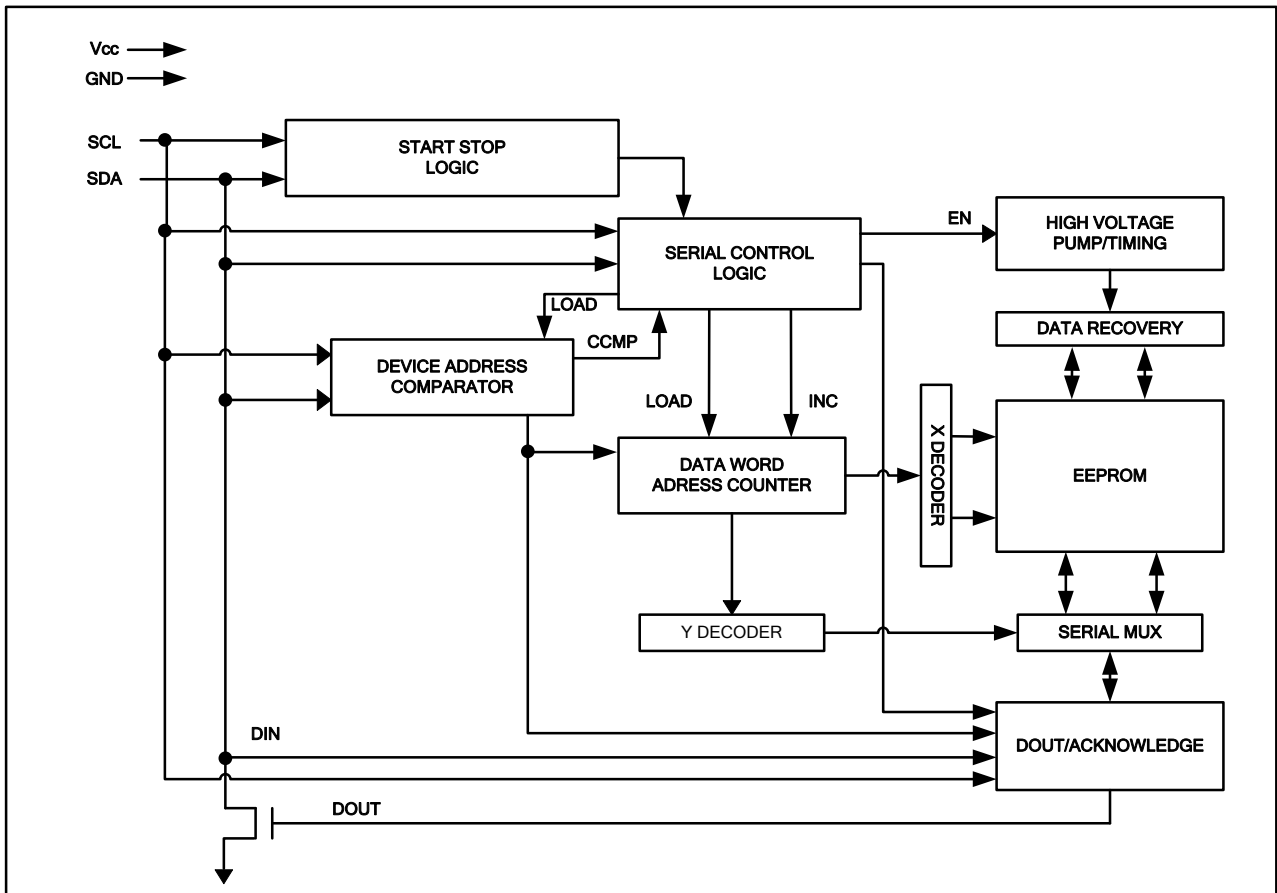 Vcc
GND
SCL
SDA
START STOP
LOGIC
EN
HIGH VOLTAGE
PUMP/TIMING
SERIAL CONTROL
LOGIC
LOAD
CCMP
DATA RECOVERY
DEVICE ADDRESS
COMPARATOR
LOAD
INC
X DECODER
EEPROM
DATA WORD
ADRESS COUNTER
Y DECODER
SERIAL MUX
DIN
DOUT/ACKNOWLEDGE
DOUT